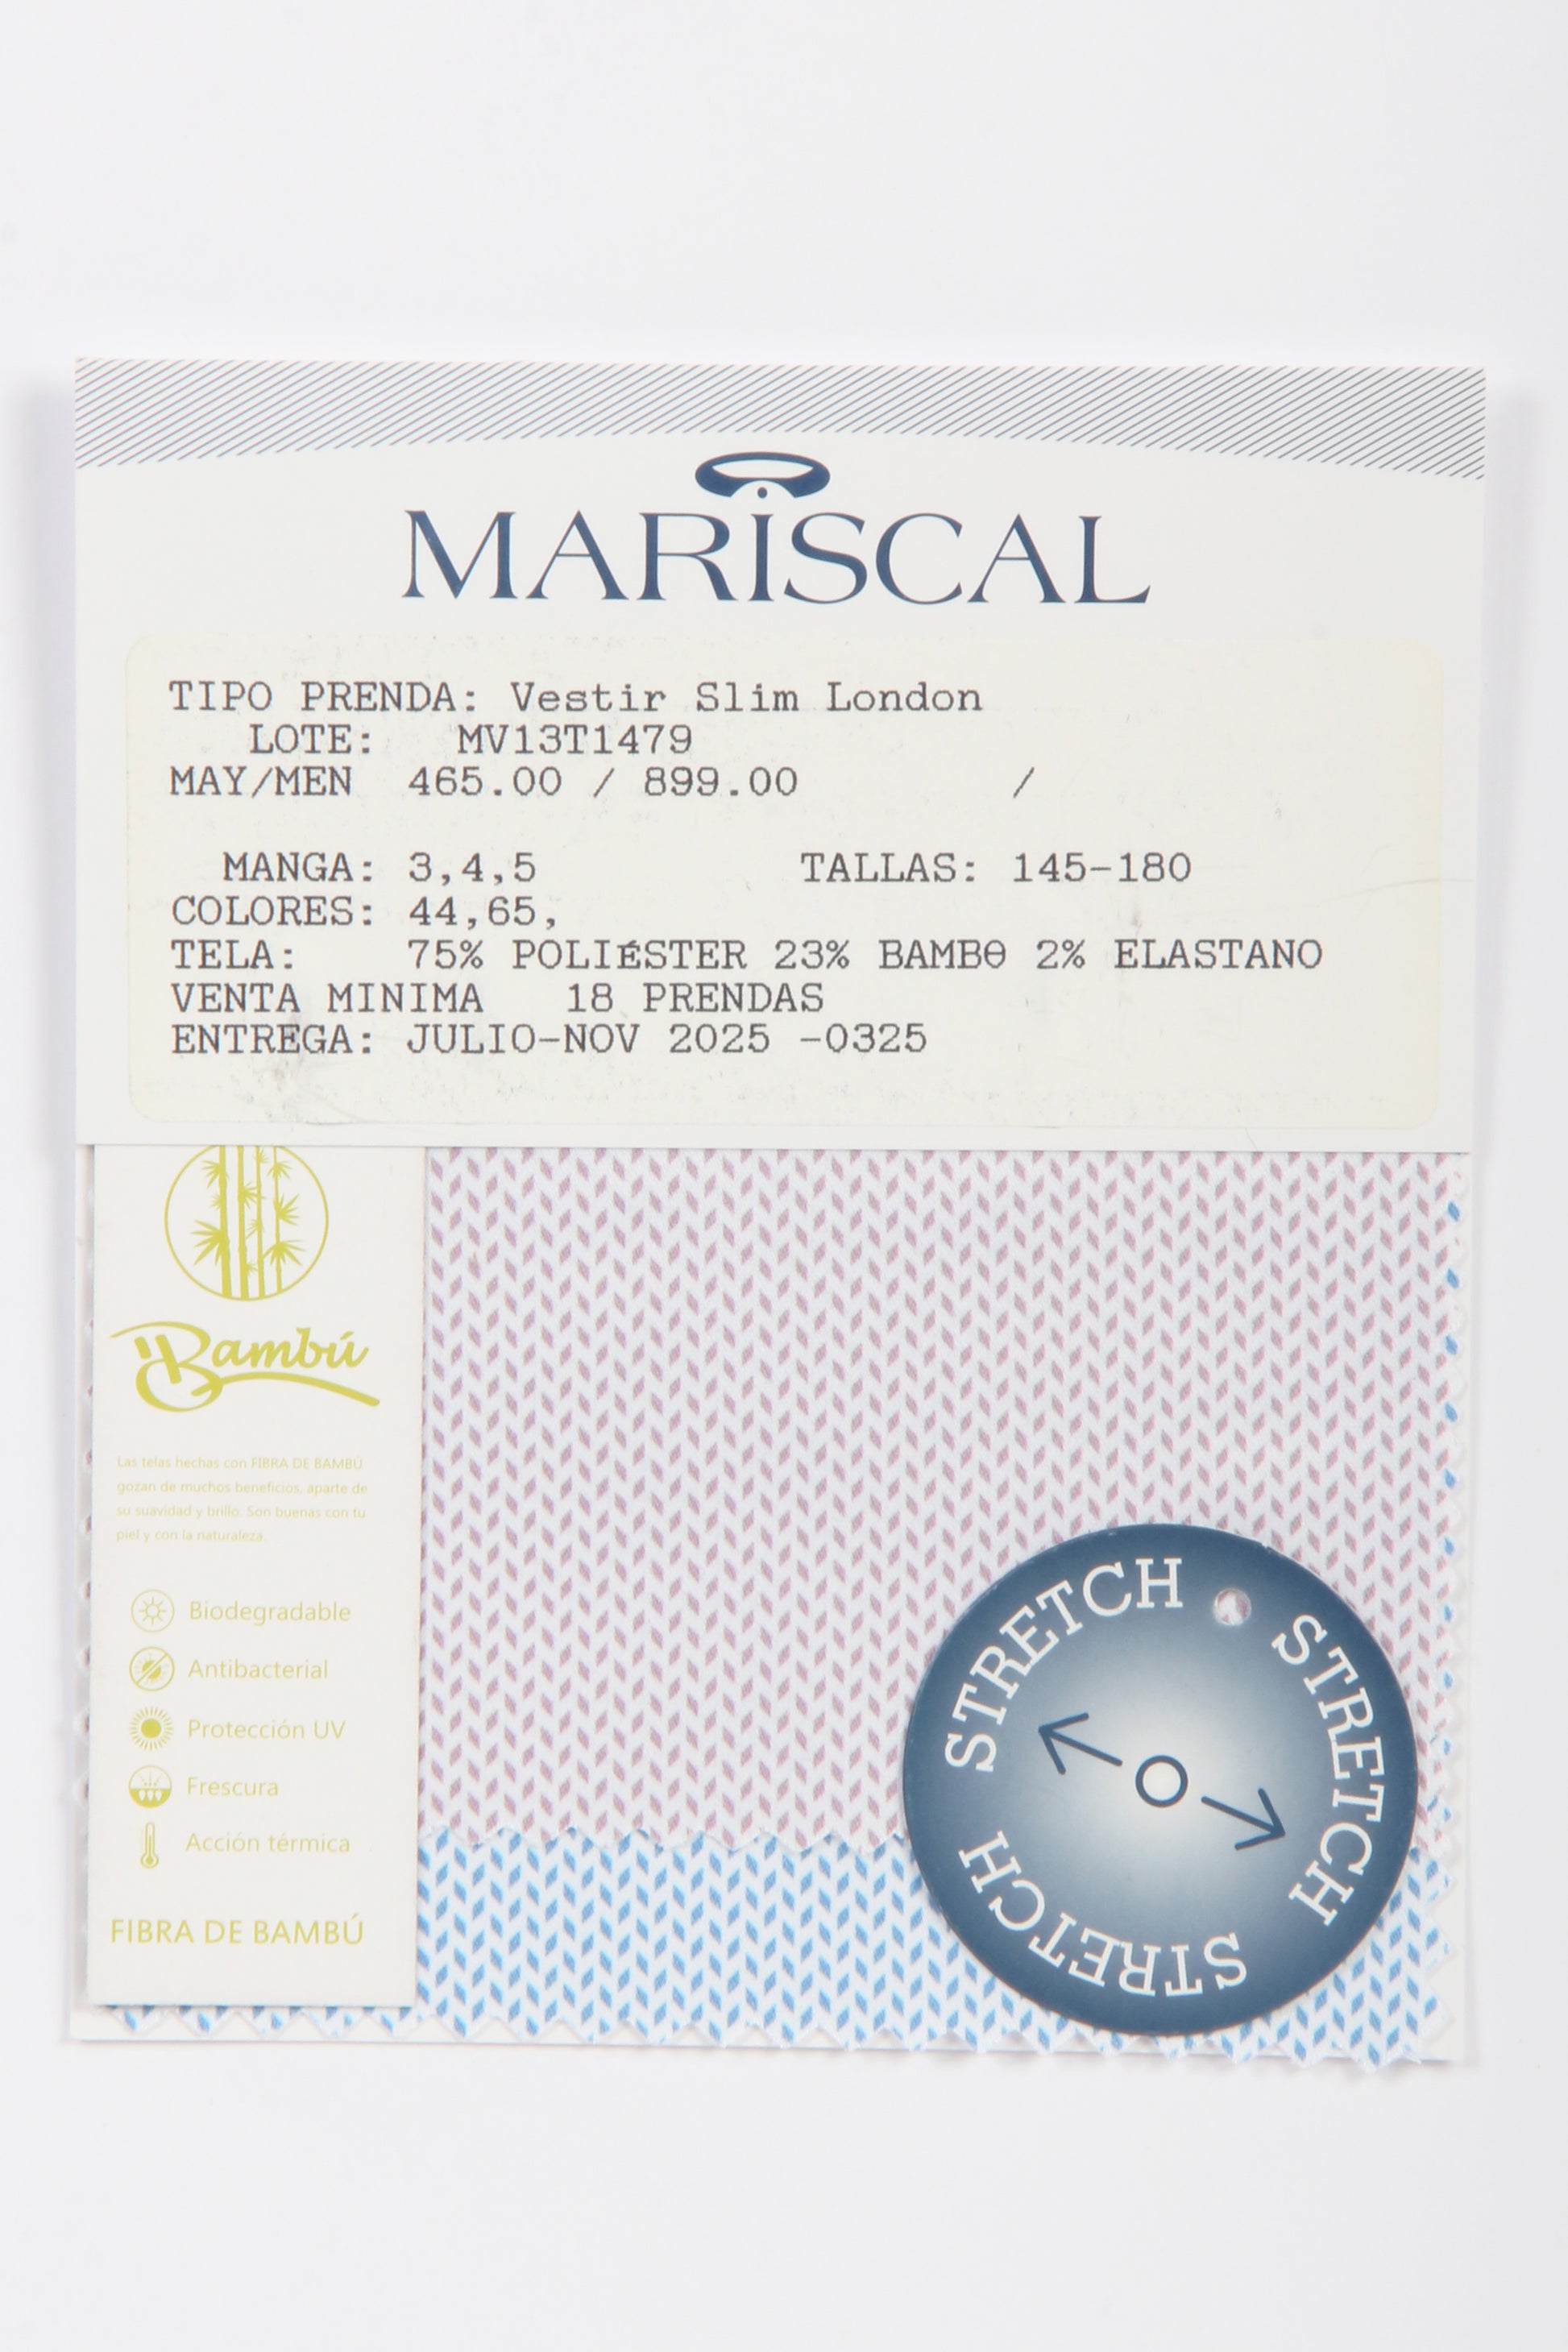 MARISCAL
TIPO PRENDA: Vestir Slim London
LOTE: MV13T1479
MAY/MEN 465.00 / 899.00 /
MANGA: 3,4,5 TALLAS: 145-180
COLORES: 44,65,
TELA: 75% POLIÉSTER 23% BAMBθ 2% ELASTANO
VENTA MINIMA 18 PRENDAS
ENTREGA: JULIO-NOV 2025 -0325
Bambú
Las telas hechas con FIBRA DE BAMBÚ
gozan de muchos beneficios, aparte de
su suavidad y brillo. Son buenas con tu
piel y con la naturaleza.
Biodegradable
Antibacterial
Protección UV
Frescura
Acción térmica
FIBRA DE BAMBÚ
STRETCH
STRETCH
STRETCH